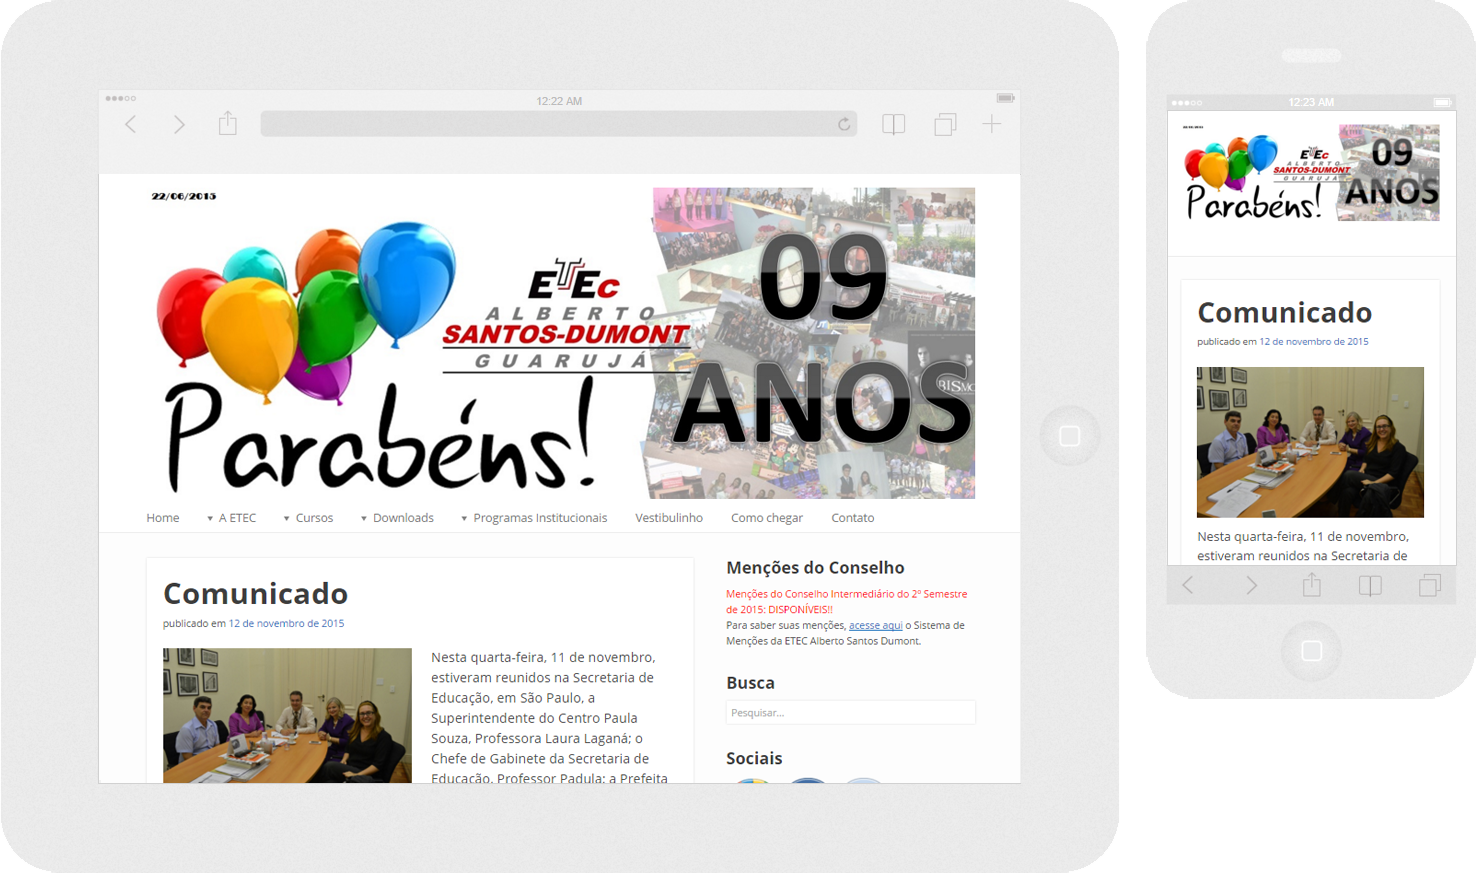 12:22 AM
22/06/2015
ETEc
ALBERTO
SANTOS-DUMONT
GUARUJÁ
Parabéns!
09
ANOS
Home
A ETEC
Cursos
Downloads
Programas Institucionais
Vestibulinho
Como chegar
Contato
Comunicado
publicado em 12 de novembro de 2015
Nesta quarta-feira, 11 de novembro,
estiveram reunidos na Secretaria de
Educação, em São Paulo, a
Superintendente do Centro Paula
Souza, Professora Laura Laganá; o
Chefe de Gabinete da Secretaria de
Educação, Professor Padula; a Prefeita
Menções do Conselho
Menções do Conselho Intermediário do 2º Semestre
de 2015: DISPONÍVEIS!!
Para saber suas menções, acesse aqui o Sistema de
Menções da ETEC Alberto Santos Dumont.
Busca
Pesquisar...
Sociais
12:23 AM
ETEc
ALBERTO
SANTOS-DUMONT
GUARUJÁ
Parabéns!
09
ANOS
Comunicado
publicado em 12 de novembro de 2015
Nesta quarta-feira, 11 de novembro,
estiveram reunidos na Secretaria de